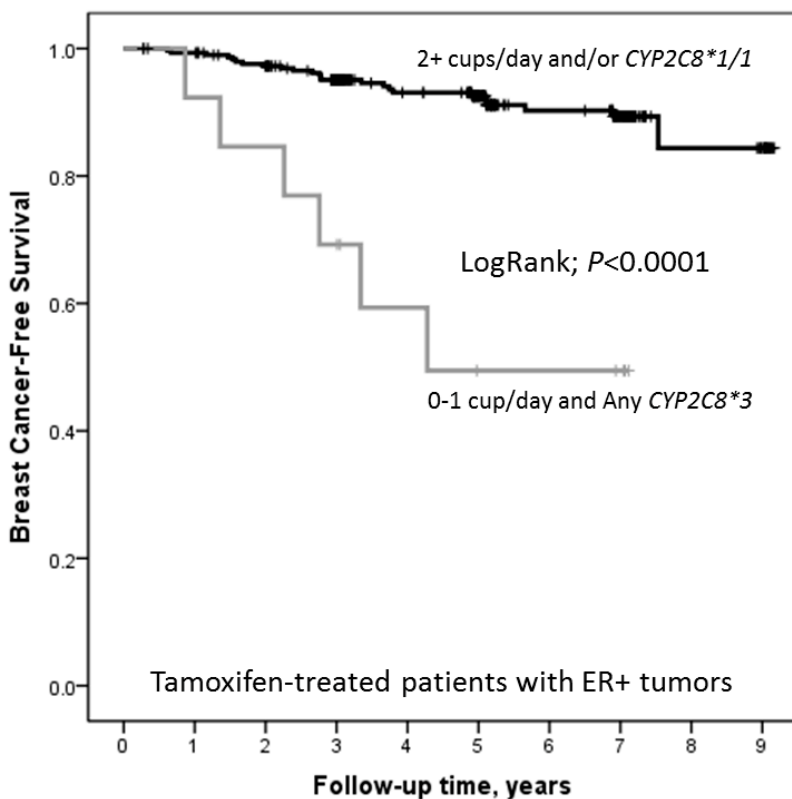 Breast Cancer-Free Survival
1.0
0.8
0.6
0.4
0.2
0.0
2+ cups/day and/or CYP2C8*1/1
LogRank; P<0.0001
0-1 cup/day and Any CYP2C8*3
Tamoxifen-treated patients with ER+ tumors
0 1 2 3 4 5 6 7 8 9
Follow-up time, years